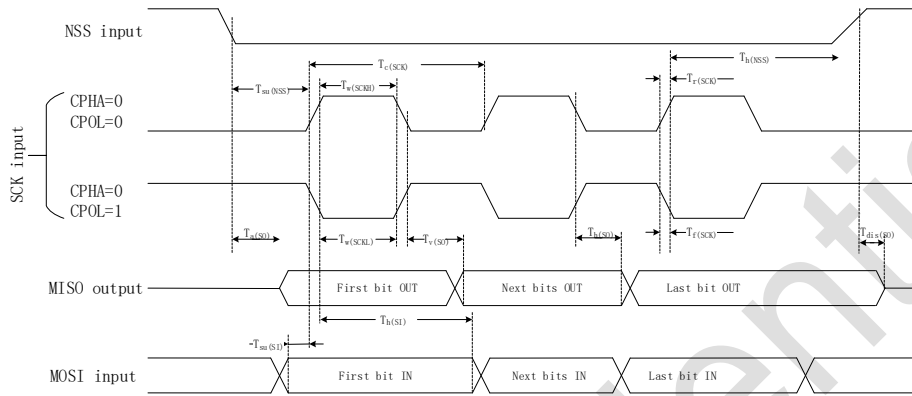 NSS input
Tc(SCK)
Th(NSS)
Tsu(NSS)
Tw(SCKH)
Tr(SCK)
SCK input
CPHA=0
CPOL=0
CPHA=0
CPOL=1
Ta(SO)
Tw(SCKL)
Tv(SO)
Th(SO)
Tf(SCK)
Tdis(SO)
MISO output
First bit OUT
Next bits OUT
Last bit OUT
Th(SI)
Tsu(SI)
MOSI input
First bit IN
Next bits IN
Last bit IN